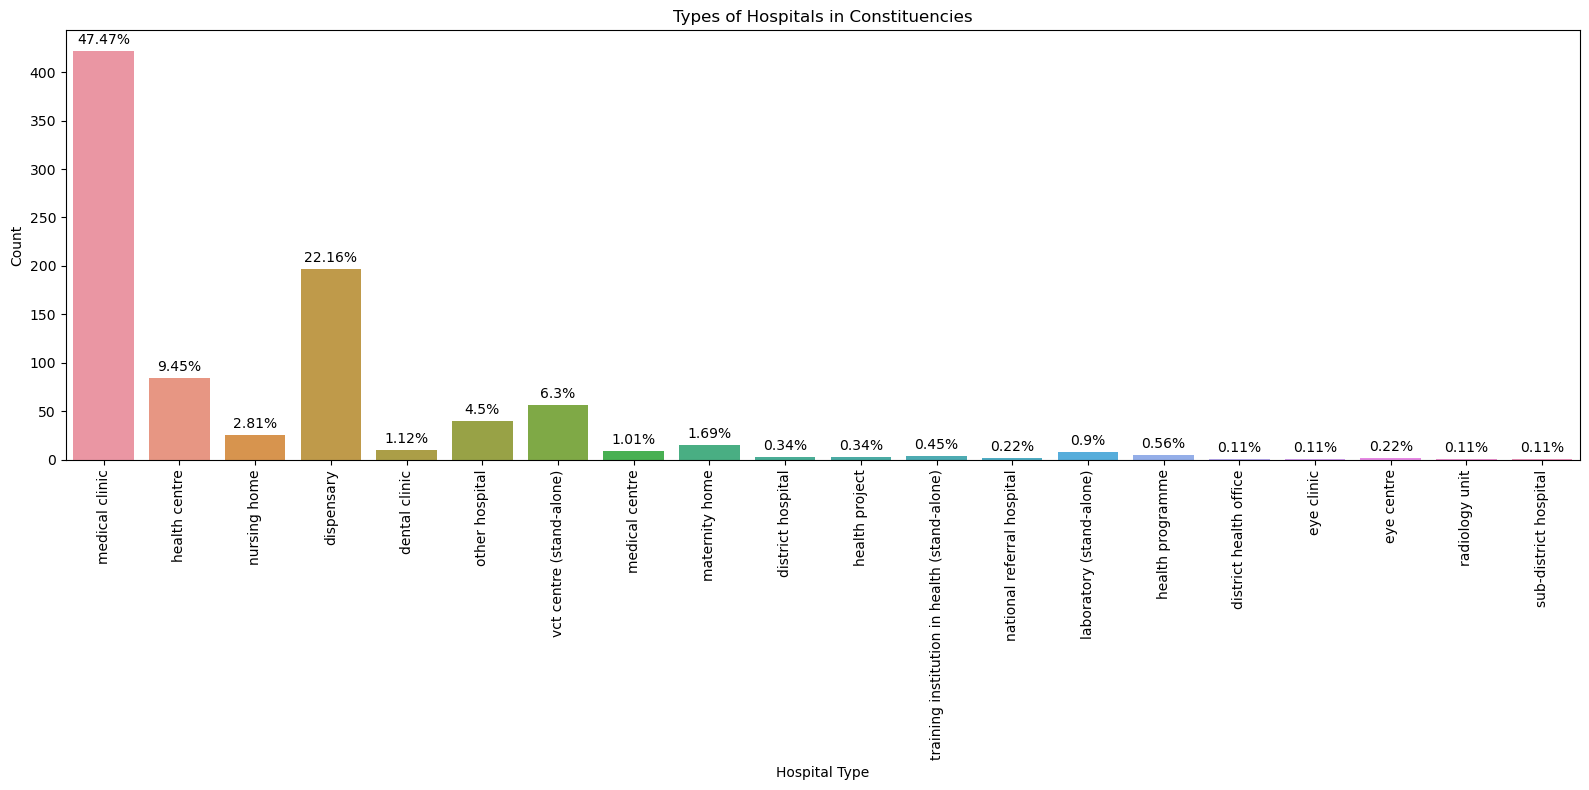 Types of Hospitals in Constituencies
47.47%
9.45%
2.81%
22.16%
1.12%
4.5%
6.3%
1.01%
1.69%
0.34%
0.34%
0.45%
0.22%
0.9%
0.56%
0.11%
0.11%
0.22%
0.11%
0.11%
400
350
300
250
200
150
100
50
0
Count
medical clinic
health centre
nursing home
dispensary
dental clinic
other hospital
vct centre (stand-alone)
medical centre
maternity home
district hospital
health project
training institution in health (stand-alone)
national referral hospital
laboratory (stand-alone)
health programme
district health office
eye clinic
eye centre
radiology unit
sub-district hospital
Hospital Type